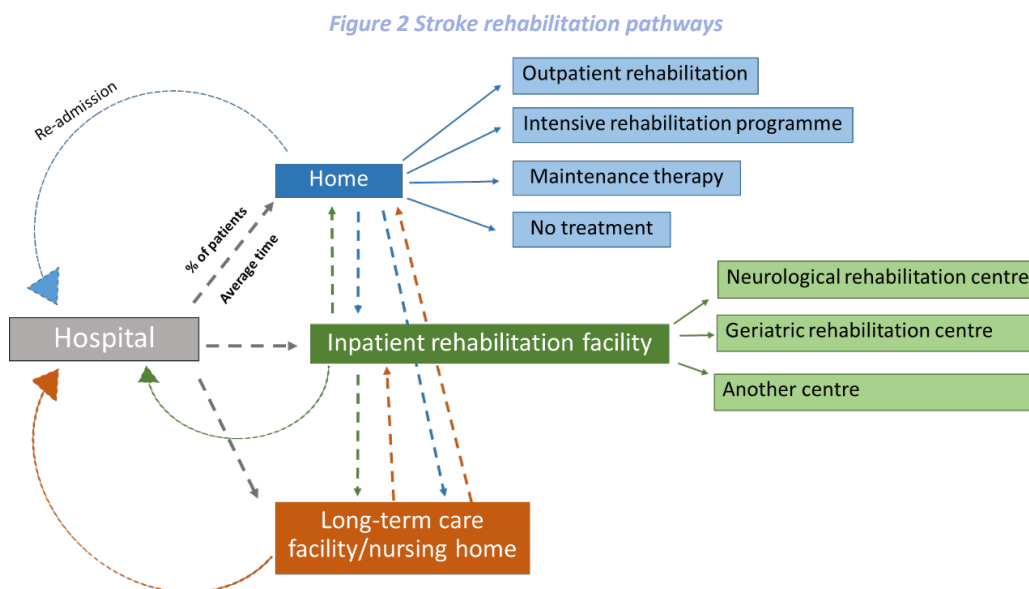 Figure 2 Stroke rehabilitation pathways
Outpatient rehabilitation
Re-admission
Intensive rehabilitation programme
Home
Maintenance therapy
% of patients
Average time
No treatment
Neurological rehabilitation centre
Hospital
Inpatient rehabilitation facility
Geriatric rehabilitation centre
Another centre
Long-term care
facility/nursing home